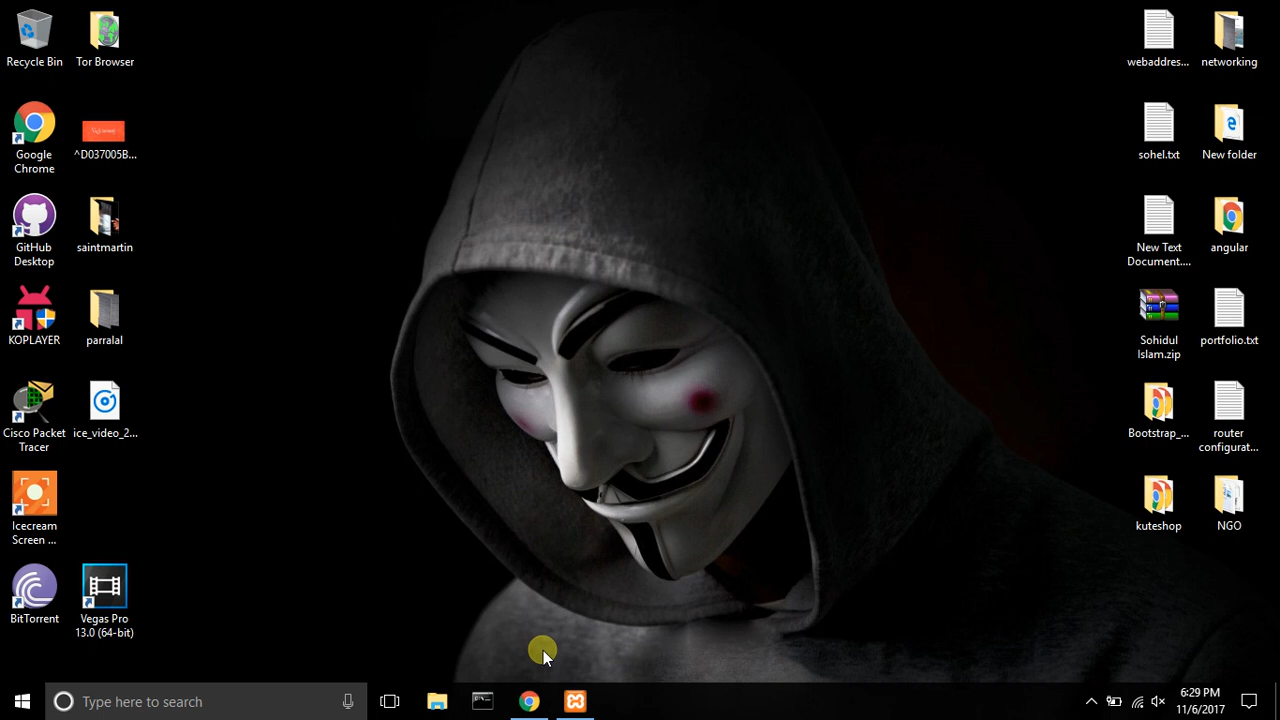 Recycle Bin
Tor Browser
Google
Chrome
^D037005B...
GitHub
Desktop
saintmartin
KOPLAYER
parralal
Cisco Packet
Tracer
ice_video_2...
Icecream
Screen ...
BitTorrent
Vegas Pro
13.0 (64-bit)
webaddres...
networking
sohel.txt
New folder
New Text
Document....
angular
Sohidul
Islam.zip
portfolio.txt
Bootstrap_...
router
configurat...
kuteshop
NGO
Type here to search
6:29 PM
11/6/2017